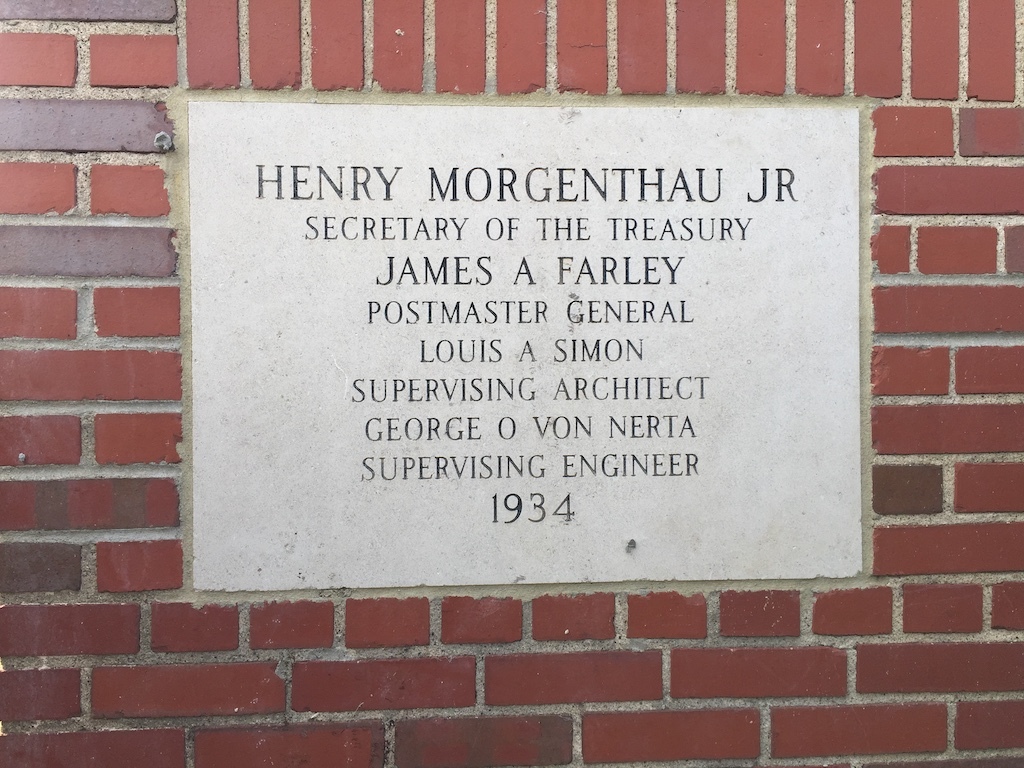 HENRY MORGENTHAU JR
SECRETARY OF THE TREASURY
JAMES A FARLEY
POSTMASTER GENERAL
LOUIS A SIMON
SUPERVISING ARCHITECT
GEORGE O VON NERTA
SUPERVISING ENGINEER
1934